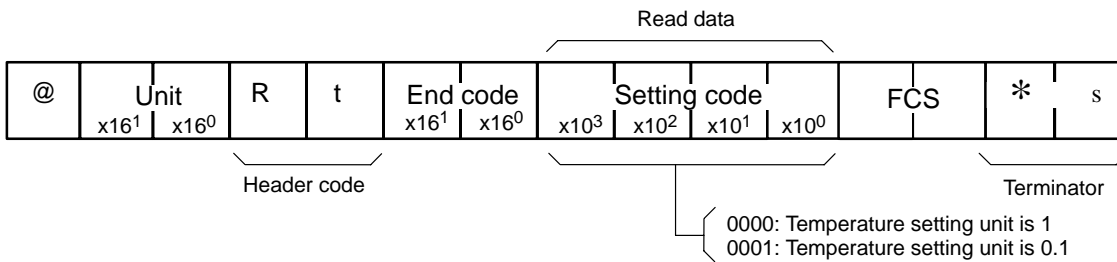 Read data
@ Unit R t End code Setting code FCS * s
x16¹ x16⁰ x16¹ x16⁰ x10³ x10² x10¹ x10⁰
Header code
Terminator
0000: Temperature setting unit is 1
0001: Temperature setting unit is 0.1